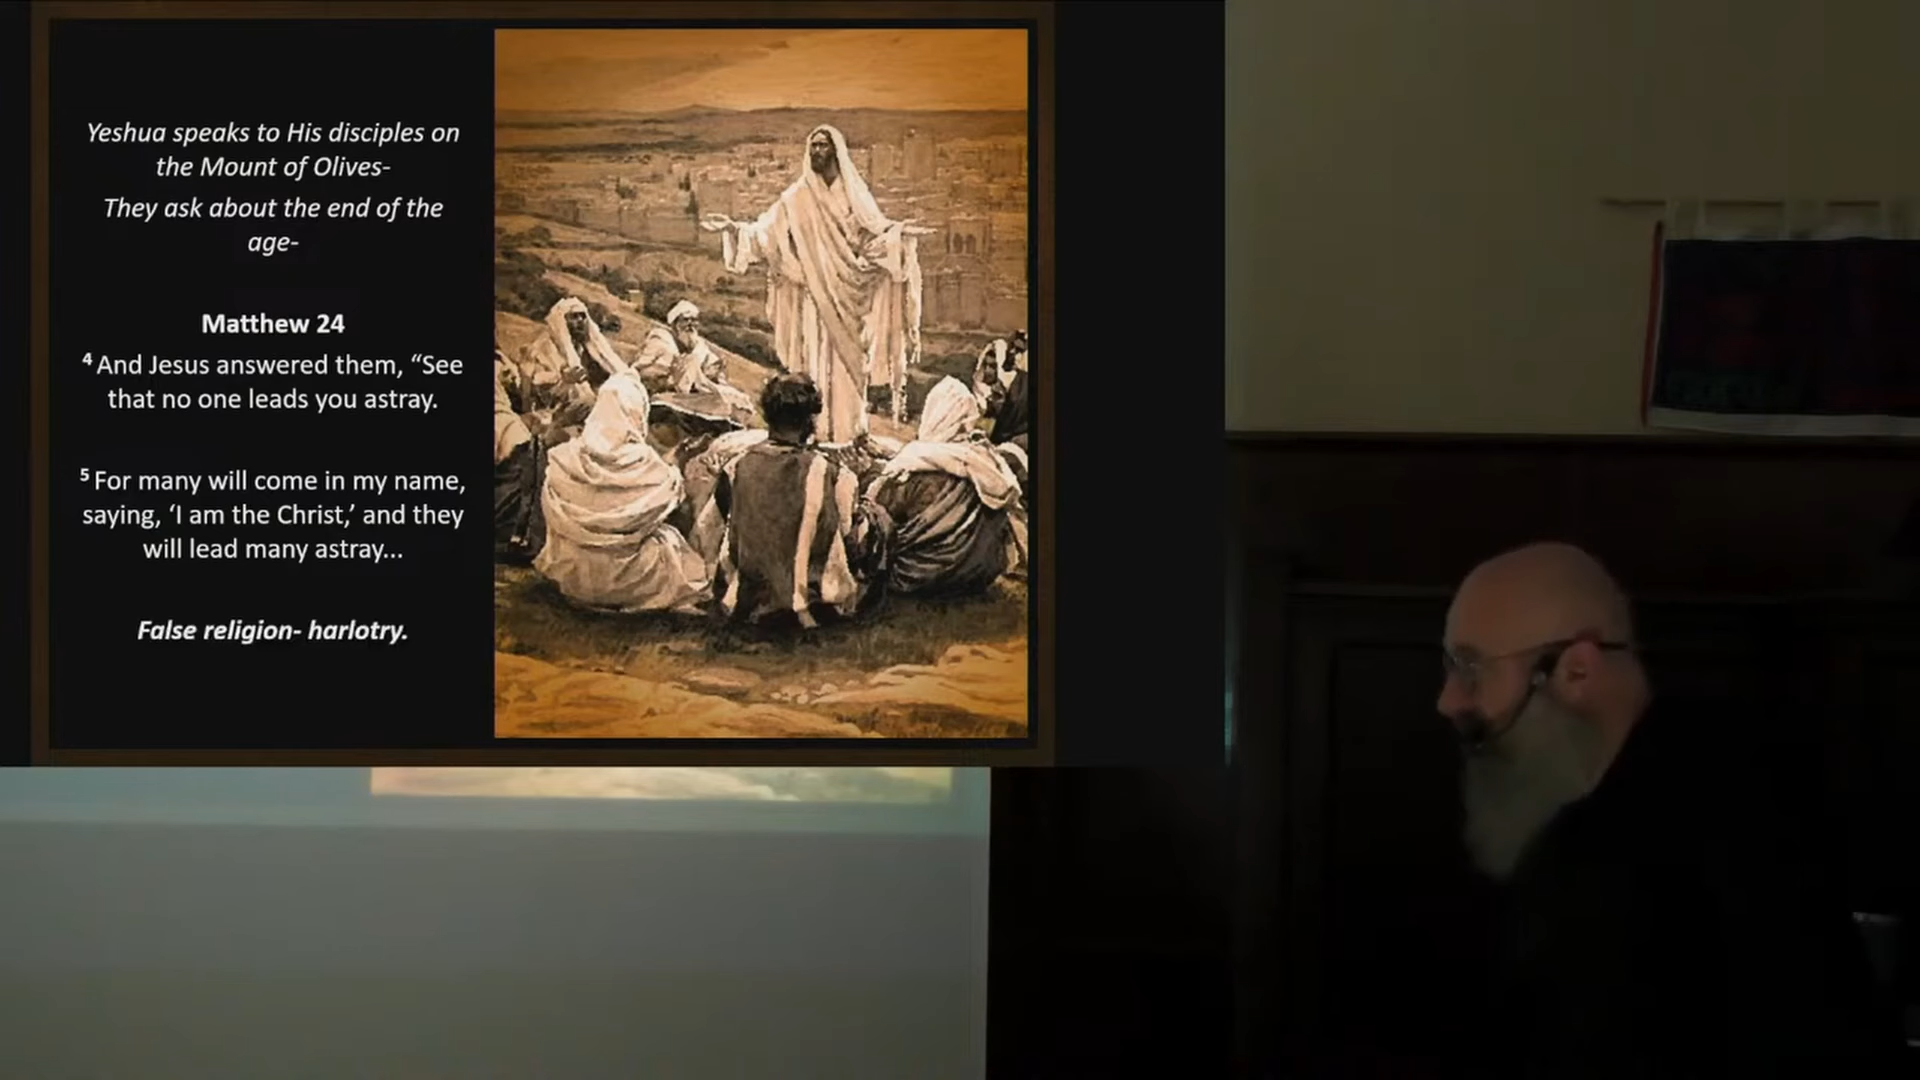 Yeshua speaks to His disciples on
the Mount of Olives-
They ask about the end of the
age-
Matthew 24
4 And Jesus answered them, “See
that no one leads you astray.
5 For many will come in my name,
saying, ‘I am the Christ,’ and they
will lead many astray...
False religion- harlotry.